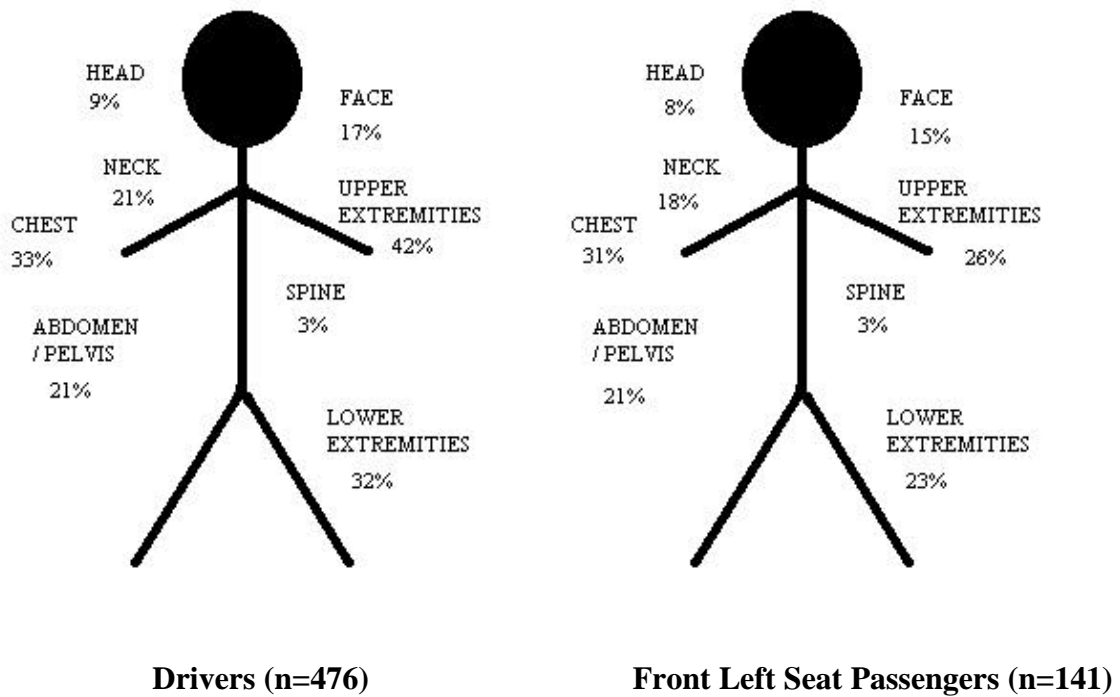 HEAD
9%
FACE
17%
NECK
21%
UPPER
EXTREMITIES
42%
CHEST
33%
SPINE
3%
ABDOMEN
/ PELVIS
21%
LOWER
EXTREMITIES
32%
Drivers (n=476)
HEAD
8%
FACE
15%
NECK
18%
UPPER
EXTREMITIES
26%
CHEST
31%
SPINE
3%
ABDOMEN
/ PELVIS
21%
LOWER
EXTREMITIES
23%
Front Left Seat Passengers (n=141)